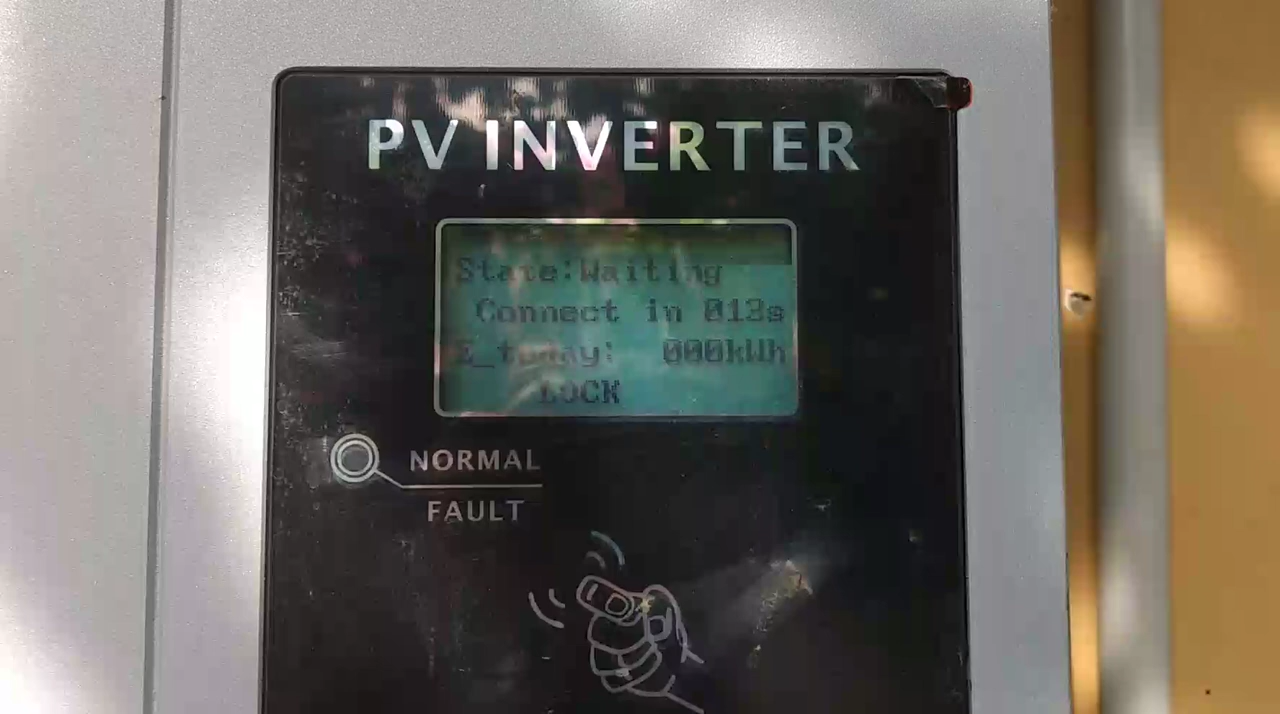 PV INVERTER
State:Waiting
Connect in 013s
E_today: 000kWh
LOCK
NORMAL
FAULT